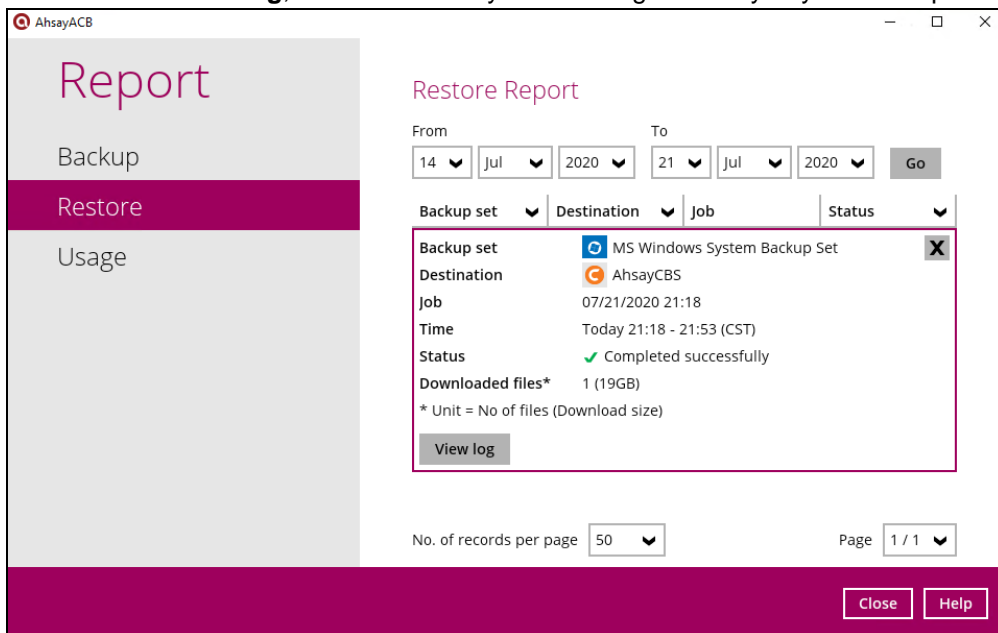 AhsayACB
Report
Backup
Restore
Usage
Restore Report
From To
14 Jul 2020 21 Jul 2020 Go
Backup set Destination Job Status
Backup set MS Windows System Backup Set X
Destination AhsayCBS
Job 07/21/2020 21:18
Time Today 21:18 - 21:53 (CST)
Status Completed successfully
Downloaded files* 1 (19GB)
* Unit = No of files (Download size)
View log
No. of records per page 50 Page 1 / 1
Close Help